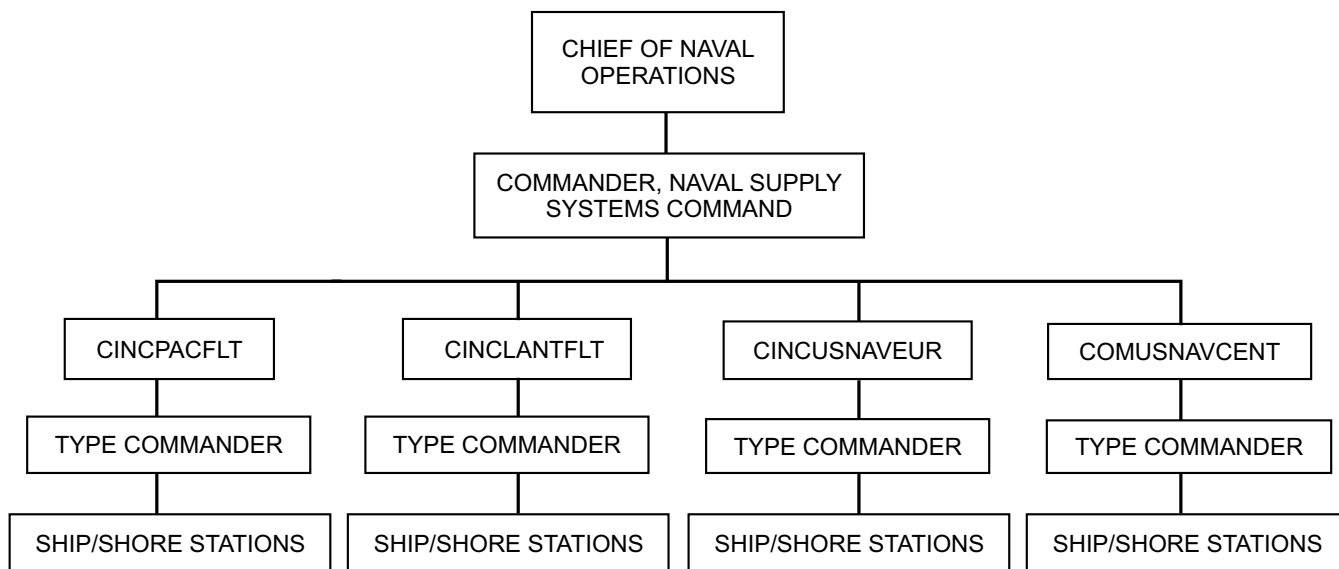 CHIEF OF NAVAL
OPERATIONS
COMMANDER, NAVAL SUPPLY
SYSTEMS COMMAND
CINCPACFLT
CINCLANTFLT
CINCUSNAVEUR
COMUSNAVCENT
TYPE COMMANDER
TYPE COMMANDER
TYPE COMMANDER
TYPE COMMANDER
SHIP/SHORE STATIONS
SHIP/SHORE STATIONS
SHIP/SHORE STATIONS
SHIP/SHORE STATIONS